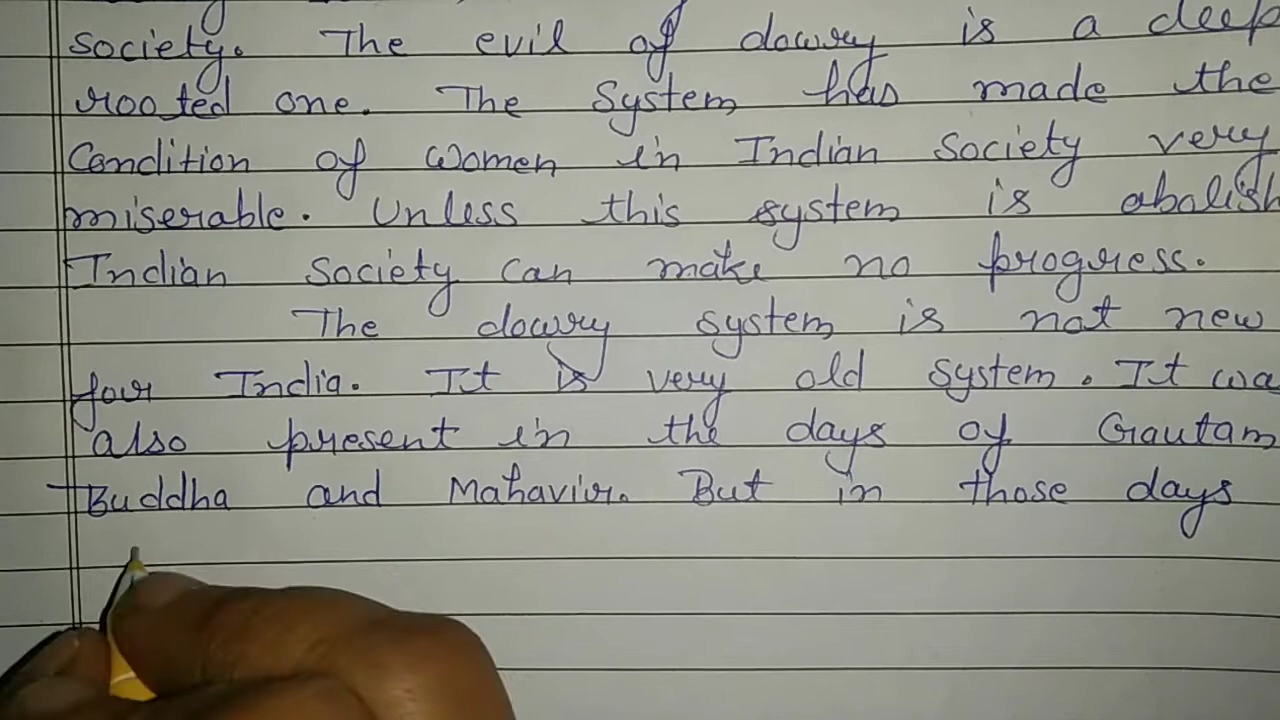 society. The evil of dowry is a deep
rooted one. The System has made the
Condition of women in Indian Society very
miserable. Unless this system is abolish
Indian Society can make no progress.
The dowry system is not new
for India. It is very old system. It wa
also present in the days of Gautam
Buddha and Mahavir. But in those days